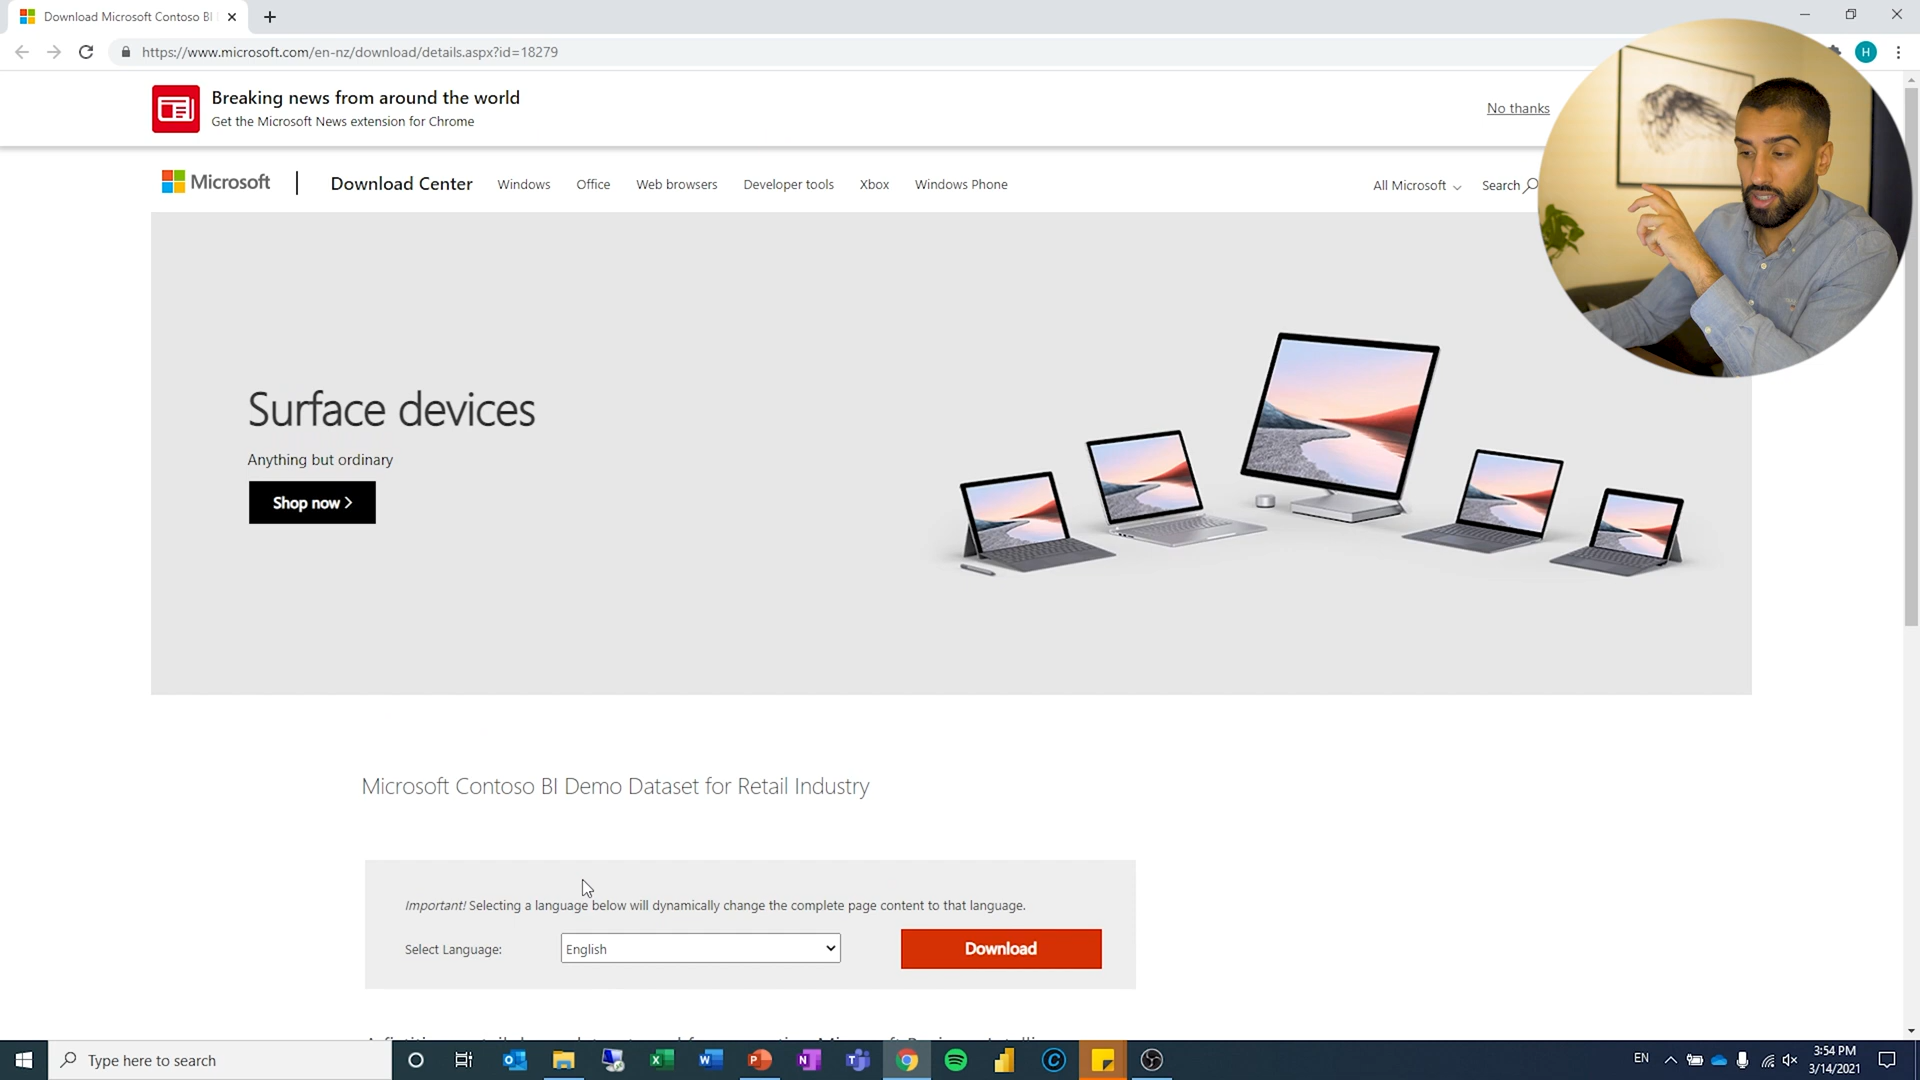 Download Microsoft Contoso BI
https://www.microsoft.com/en-nz/download/details.aspx?id=18279
H
Breaking news from around the world
Get the Microsoft News extension for Chrome
No thanks
Microsoft
Download Center
Windows
Office
Web browsers
Developer tools
Xbox
Windows Phone
All Microsoft
Search
Surface devices
Anything but ordinary
Shop now >
Microsoft Contoso BI Demo Dataset for Retail Industry
Important! Selecting a language below will dynamically change the complete page content to that language.
Select Language:
English
Download
Type here to search
EN
3:54 PM
3/14/2021